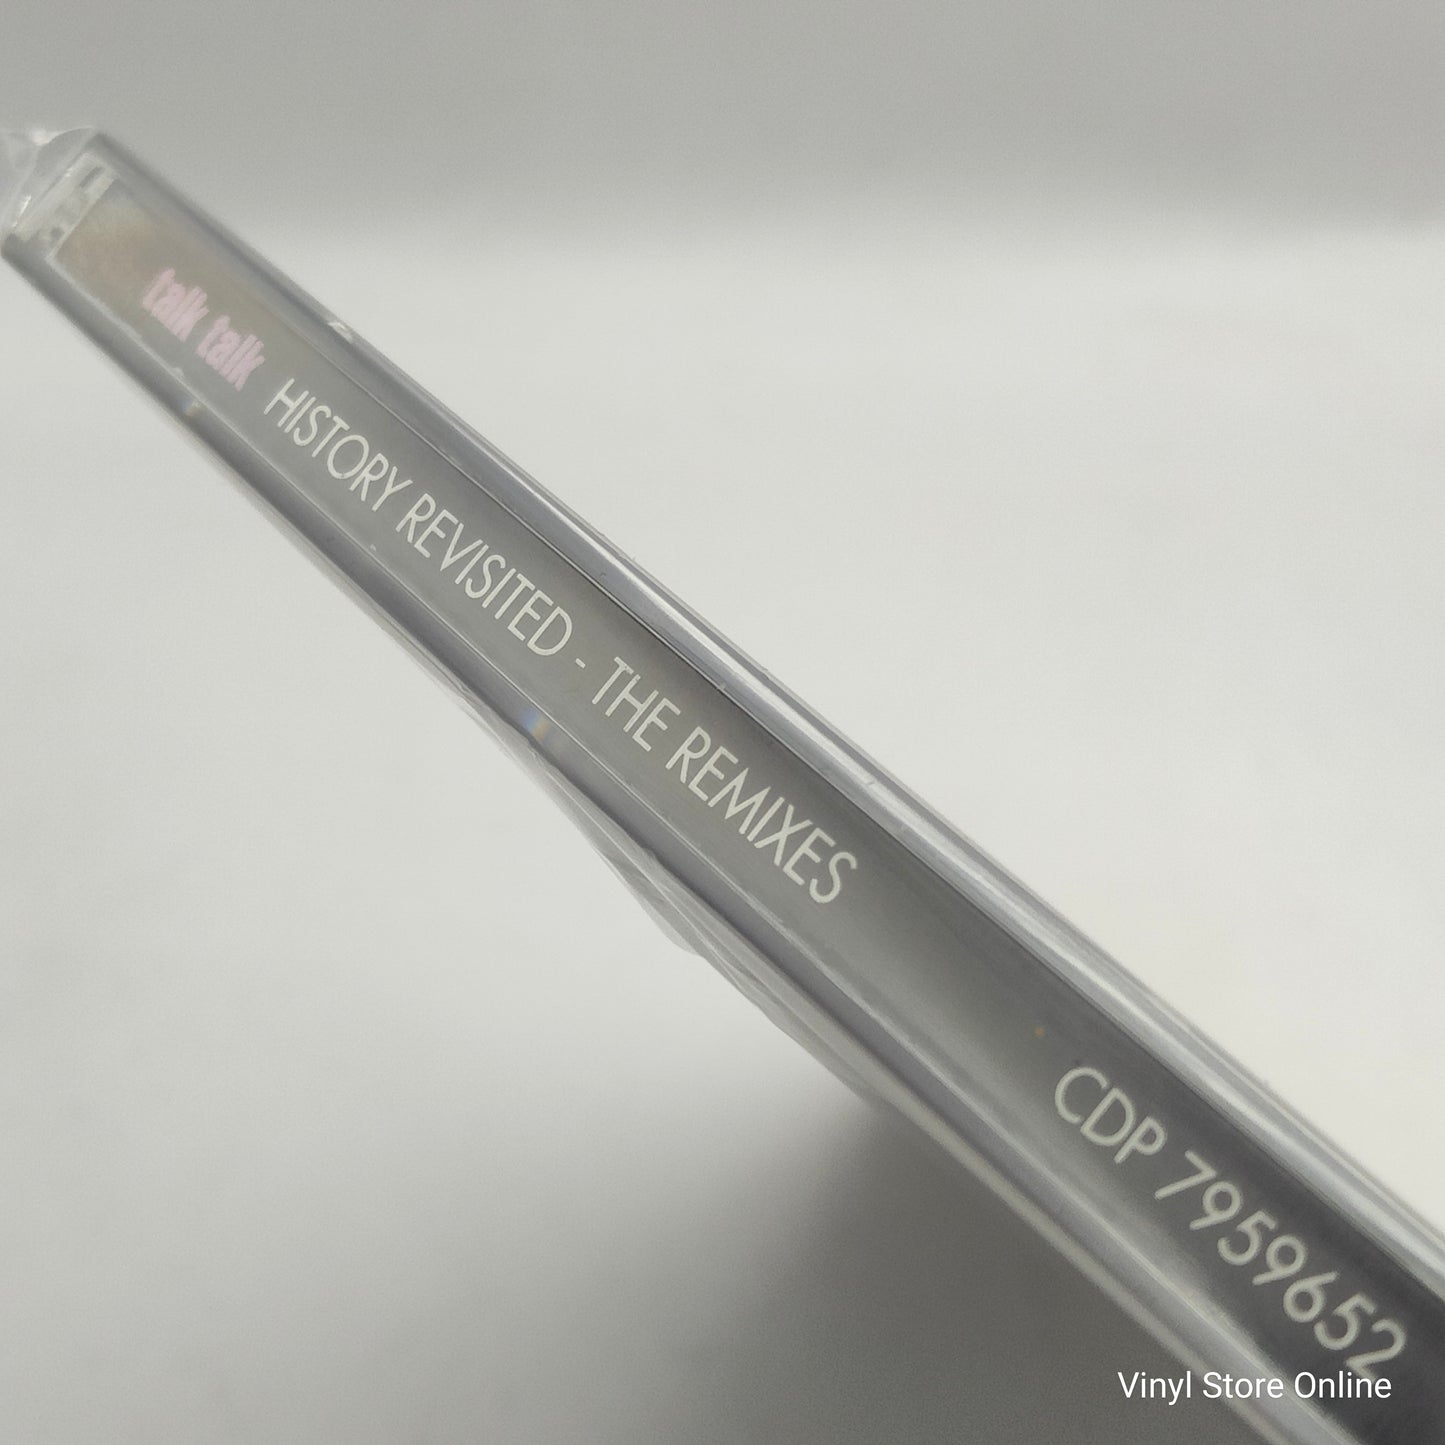 talk talk HISTORY REVISITED - THE REMIXES CDP 7959652
Vinyl Store Online